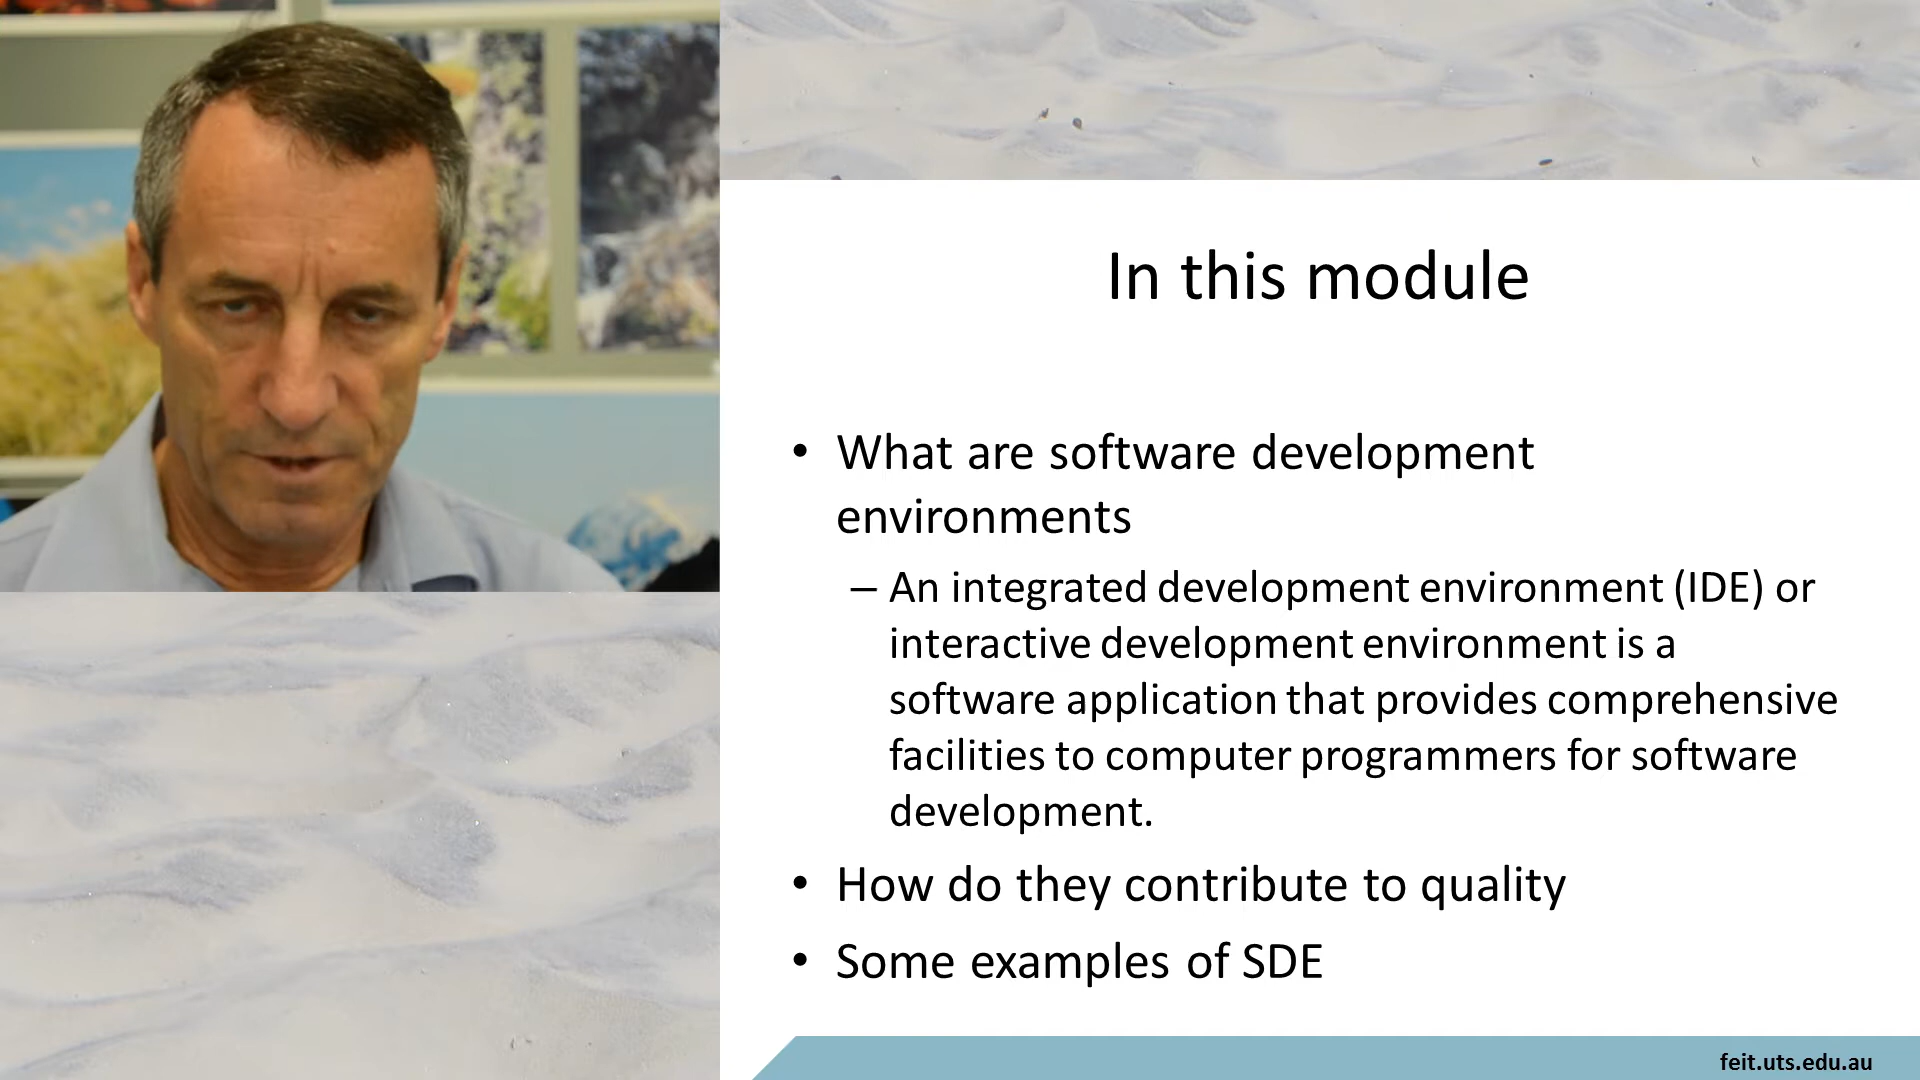 In this module
• What are software development
environments
– An integrated development environment (IDE) or
interactive development environment is a
software application that provides comprehensive
facilities to computer programmers for software
development.
• How do they contribute to quality
• Some examples of SDE
feit.uts.edu.au